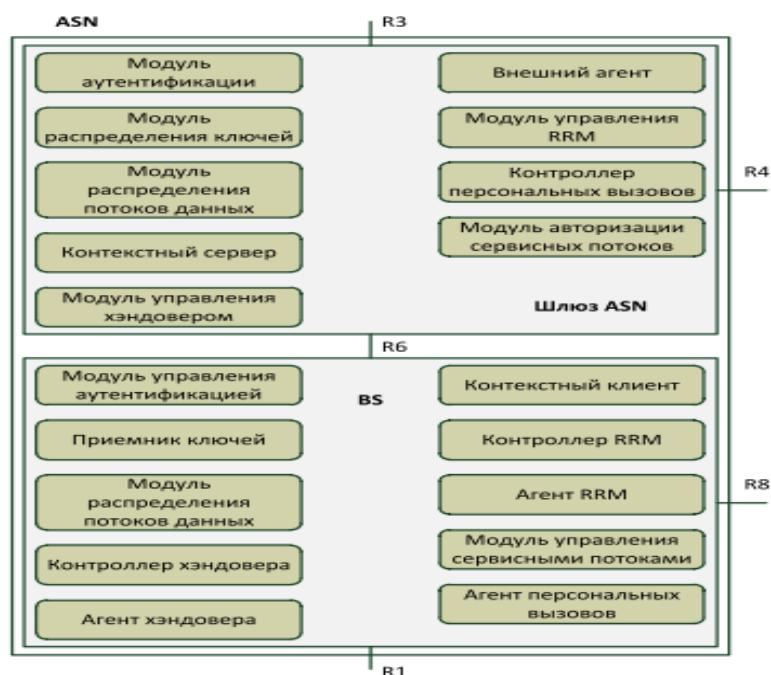 ASN
R3
Модуль
аутентификации
Внешний агент
Модуль
распределения ключей
Модуль управления
RRM
Модуль
распределения
потоков данных
Контроллер
персональных вызовов
R4
Контекстный сервер
Модуль авторизации
сервисных потоков
Модуль управления
хэндовером
Шлюз ASN
R6
Модуль управления
аутентификацией
BS
Контекстный клиент
Приемник ключей
Контроллер RRM
Модуль
распределения
потоков данных
Агент RRM
R8
Контроллер хэндовера
Модуль управления
сервисными потоками
Агент хэндовера
Агент персональных
вызовов
R1